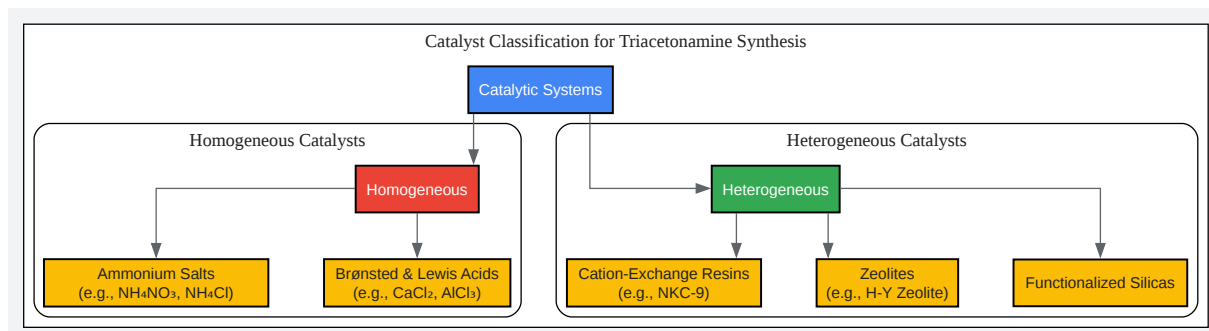 Catalyst Classification for Triacetonamine Synthesis
Catalytic Systems
Homogeneous Catalysts
Heterogeneous Catalysts
Homogeneous
Heterogeneous
Ammonium Salts
(e.g., NH₄NO₃, NH₄Cl)
Brønsted & Lewis Acids
(e.g., CaCl₂, AlCl₃)
Cation-Exchange Resins
(e.g., NKC-9)
Zeolites
(e.g., H-Y Zeolite)
Functionalized Silicas